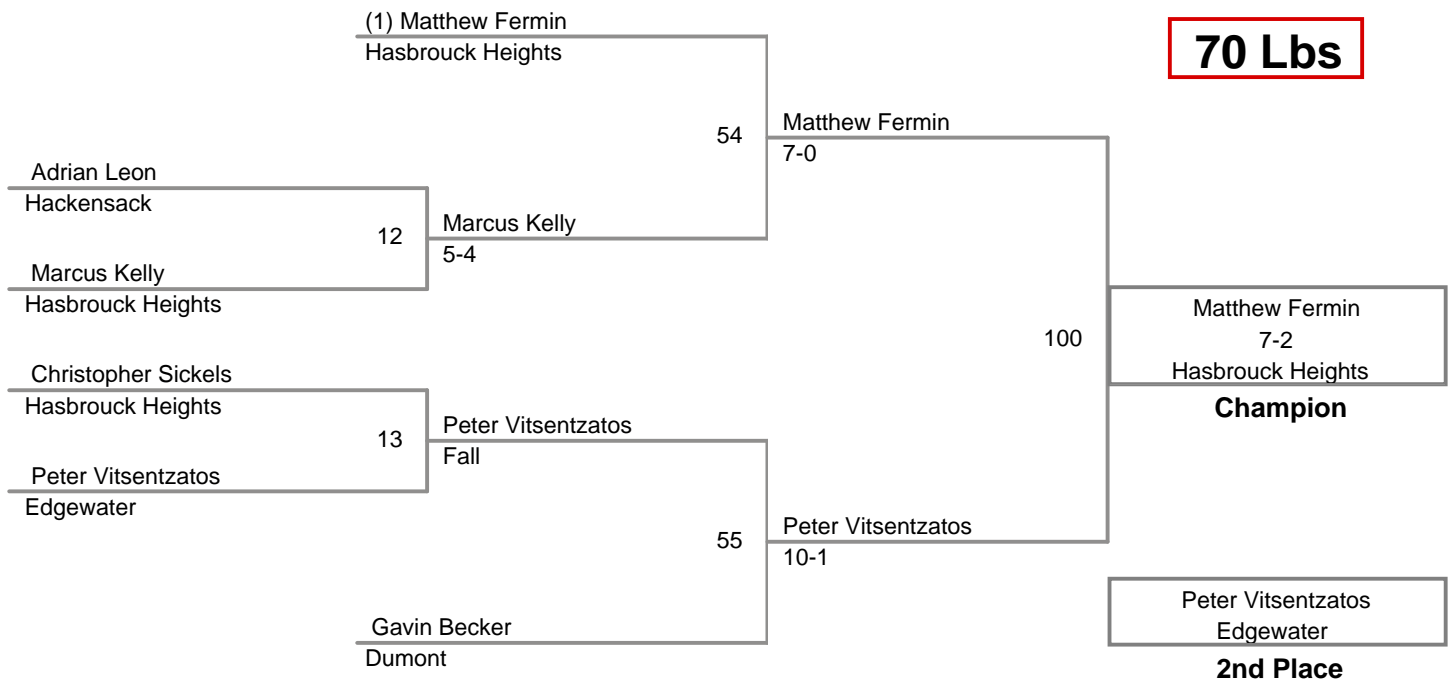 (1) Matthew Fermin
Hasbrouck Heights
70 Lbs
54
Matthew Fermin
7-0
Adrian Leon
Hackensack
12
Marcus Kelly
5-4
Marcus Kelly
Hasbrouck Heights
100
Matthew Fermin
7-2
Hasbrouck Heights
Champion
Christopher Sickels
Hasbrouck Heights
13
Peter Vitsentzatos
Fall
Peter Vitsentzatos
Edgewater
55
Peter Vitsentzatos
10-1
Gavin Becker
Dumont
Peter Vitsentzatos
Edgewater
2nd Place